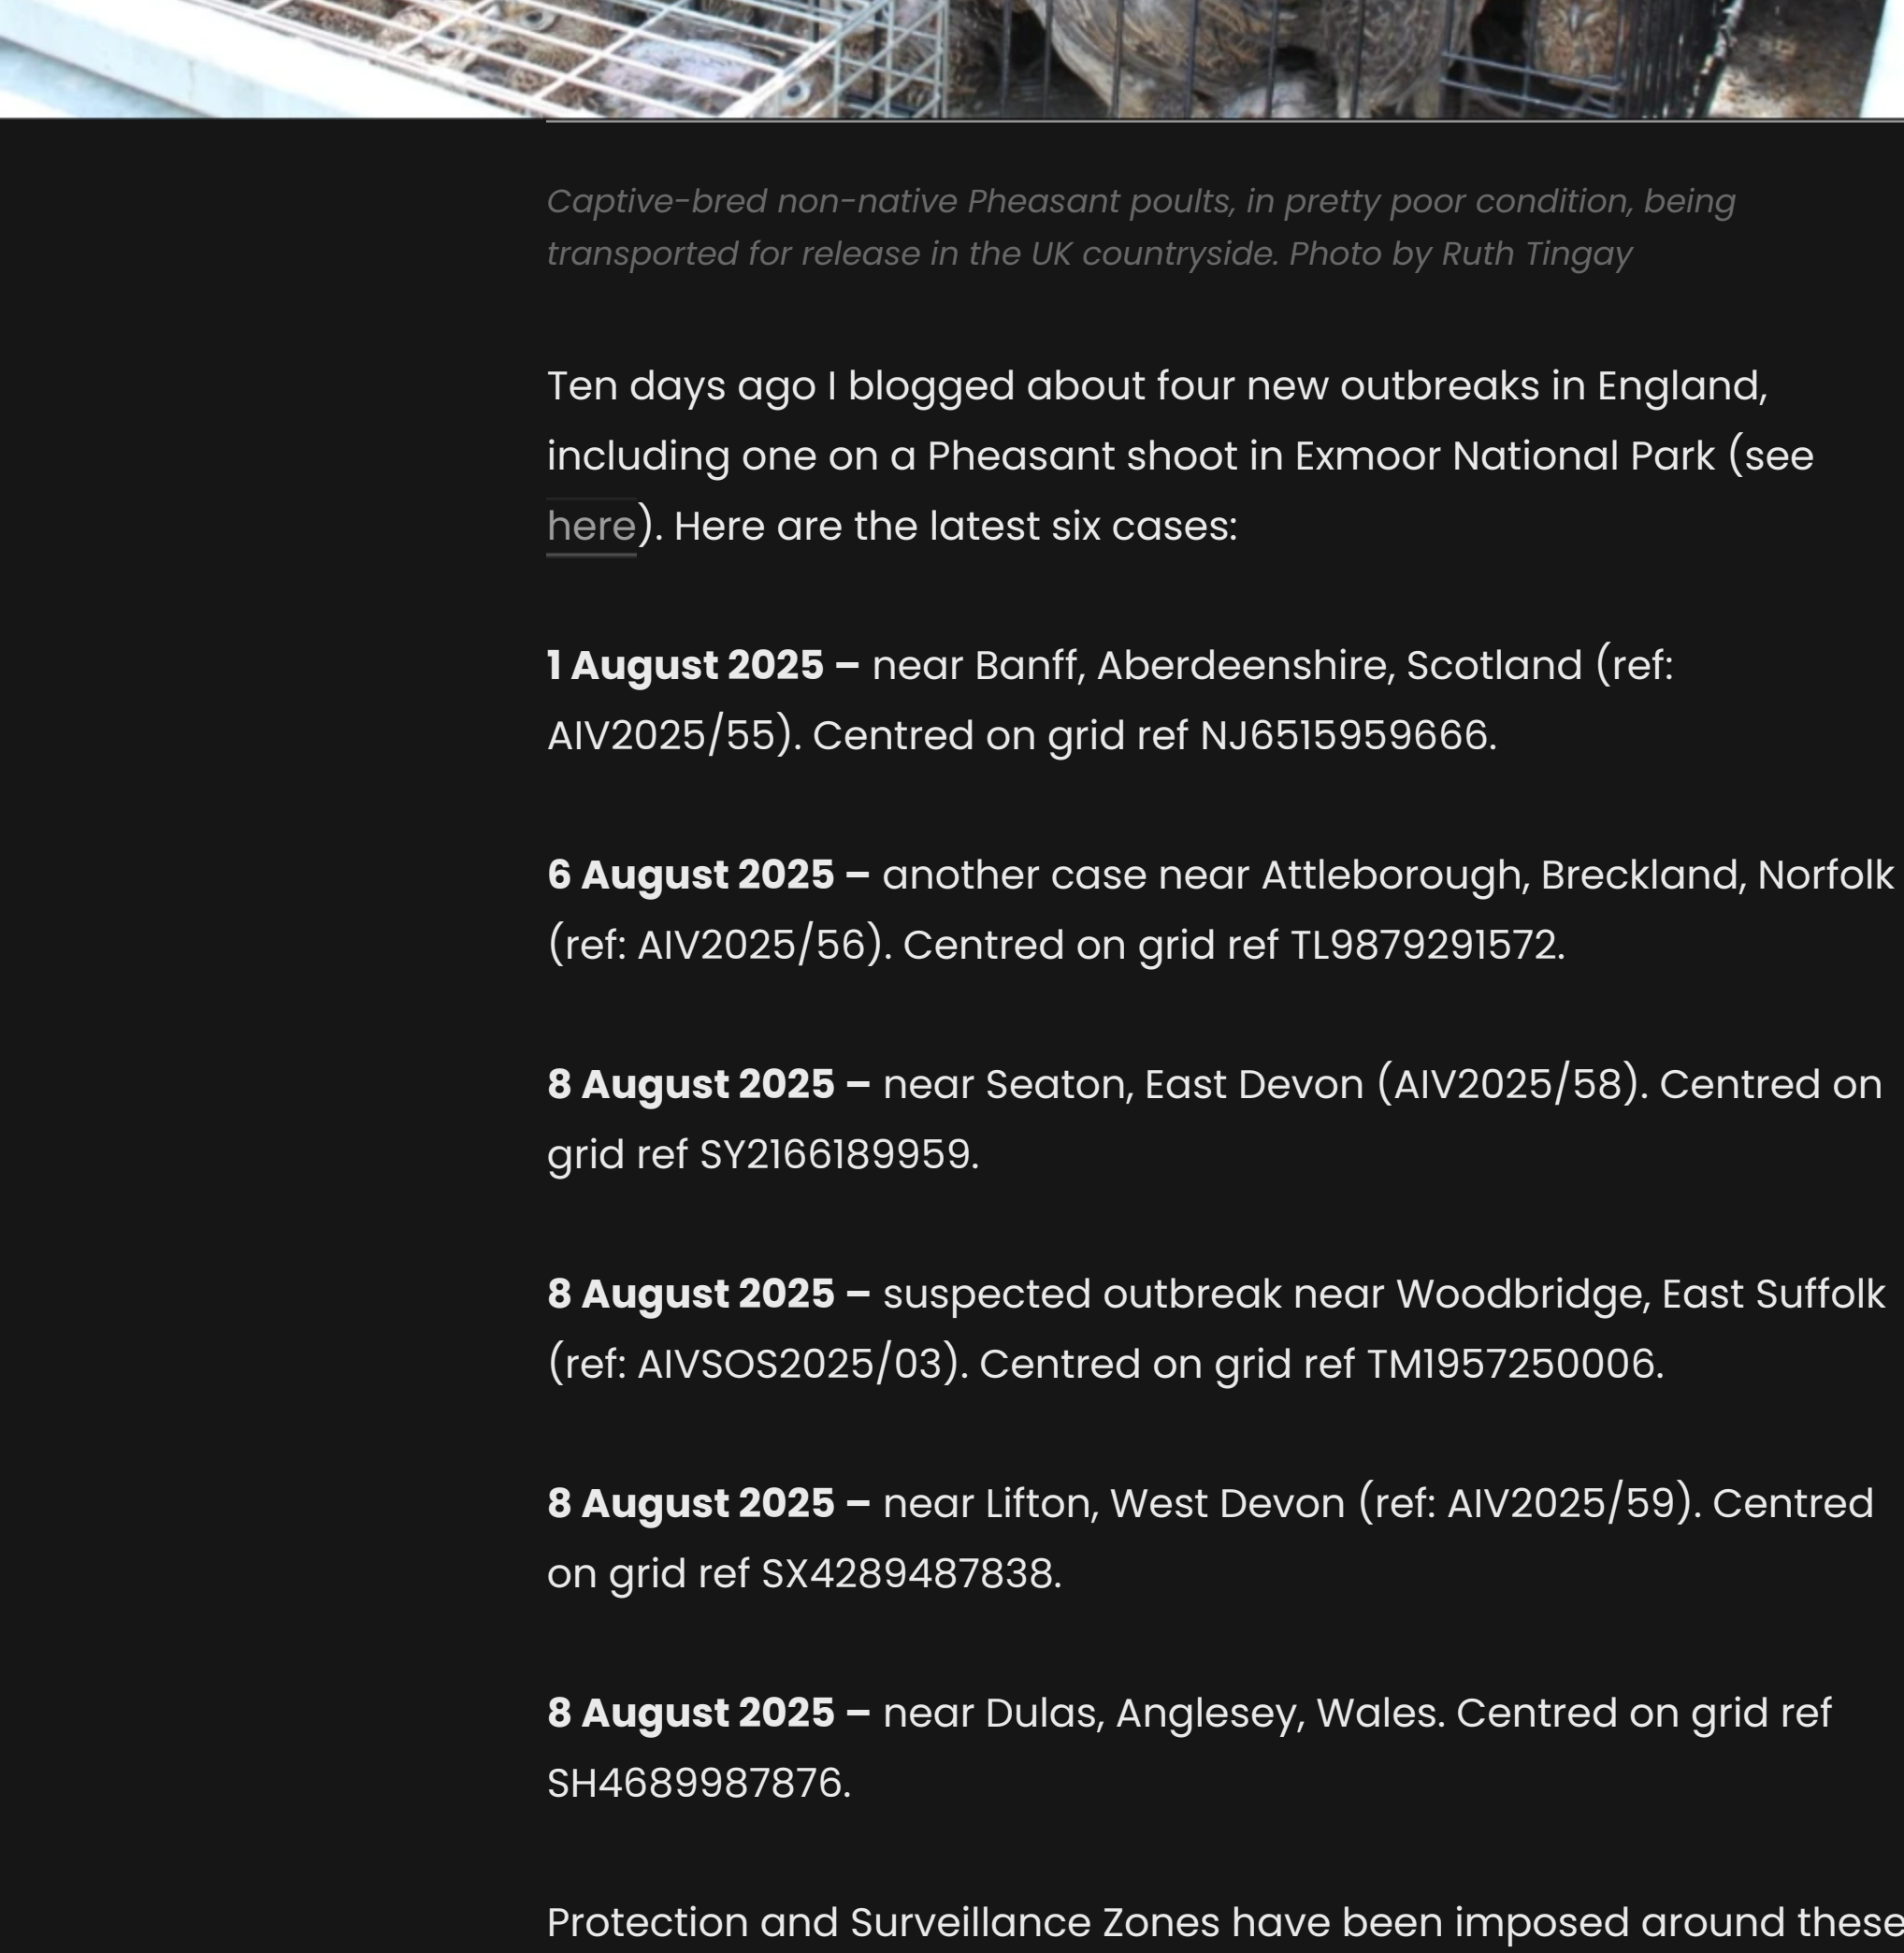 Captive-bred non-native Pheasant poults, in pretty poor condition, being
transported for release in the UK countryside. Photo by Ruth Tingay
Ten days ago I blogged about four new outbreaks in England,
including one on a Pheasant shoot in Exmoor National Park (see
here). Here are the latest six cases:
1 August 2025 – near Banff, Aberdeenshire, Scotland (ref:
AIV2025/55). Centred on grid ref NJ6515959666.
6 August 2025 – another case near Attleborough, Breckland, Norfolk
(ref: AIV2025/56). Centred on grid ref TL9879291572.
8 August 2025 – near Seaton, East Devon (AIV2025/58). Centred on
grid ref SY2166189959.
8 August 2025 – suspected outbreak near Woodbridge, East Suffolk
(ref: AIVSOS2025/03). Centred on grid ref TM1957250006.
8 August 2025 – near Lifton, West Devon (ref: AIV2025/59). Centred
on grid ref SX4289487838.
8 August 2025 – near Dulas, Anglesey, Wales. Centred on grid ref
SH4689987876.
Protection and Surveillance Zones have been imposed around these